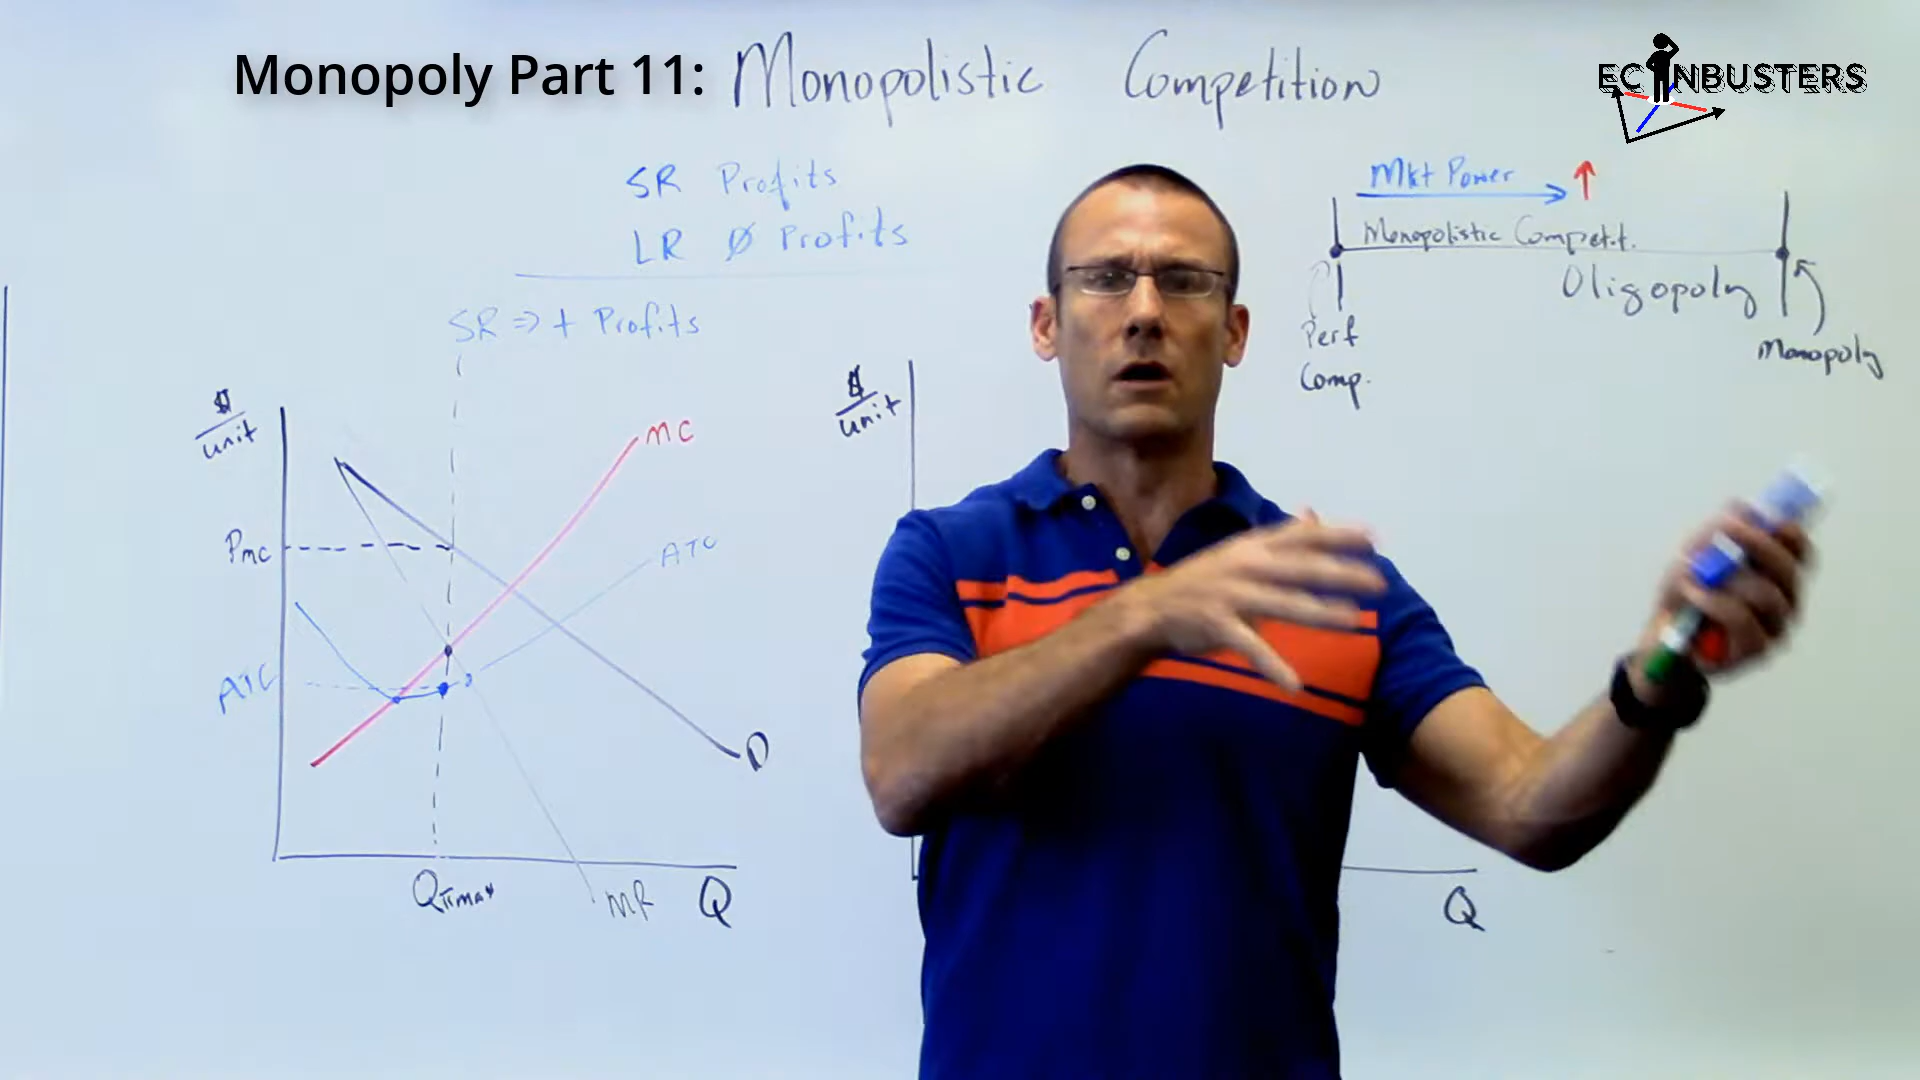 Monopoly Part 11: Monopolistic Competition
ECONBUSTERS
SR Profits
LR Ø Profits
SR => + Profits
Mkt Power ↑
Monopolistic Competit.
Oligopoly
Perf
Comp.
Monopoly
$
unit
MC
Pmc
ATC
ATC
D
Qπmax
MR
Q
$
unit
Q